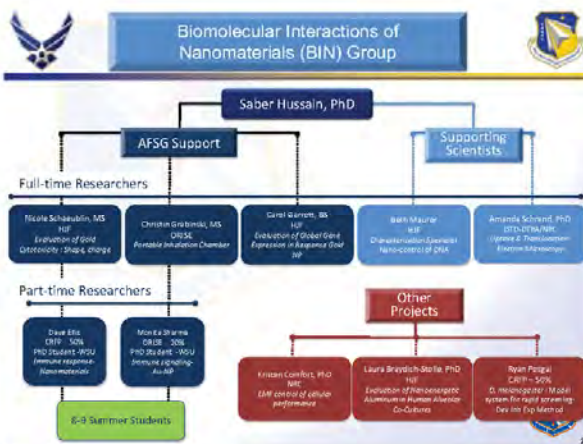 Biomolecular Interactions of
Nanomaterials (BIN) Group
Saber Hussain, PhD
AFSG Support
Supporting
Scientists
Full-time Researchers
Nicole Schaeublin, MS
HJF
Evaluation of Gold
Cytotoxicity : Shape, charge
Christin Grabinski, MS
ORISE
Portable Inhalation Chamber
Carol Garrett, BS
HJF
Evaluation of Global Gene
Expression in Response Gold
NP
Beth Maurer
HJF
Nano-control of DNA
Amanda Schrand, PhD
Uptake & Translocation-
Electron Microscopy
Part-time Researchers
Dave
CRFP - 50%
PhD Student -WSU
Immune response-
Nanomaterials
Monita Sharma
ORISE - 50%
PhD Student -WSU
Immune signaling-
Au-NP
8-9 Summer Students
Other
Projects
Kristen Comfort, PhD
NRC
EMF control of cellular
performance
Laura Braydich-Stolle, PhD
HJF
Evaluation of Nanoenergetic
Aluminum in Human Alveolar
Co-Cultures
Ryan Posgai
CRFP – 50%
D. melanogaster : Model
system for rapid screening-
Dev Inh Exp Method